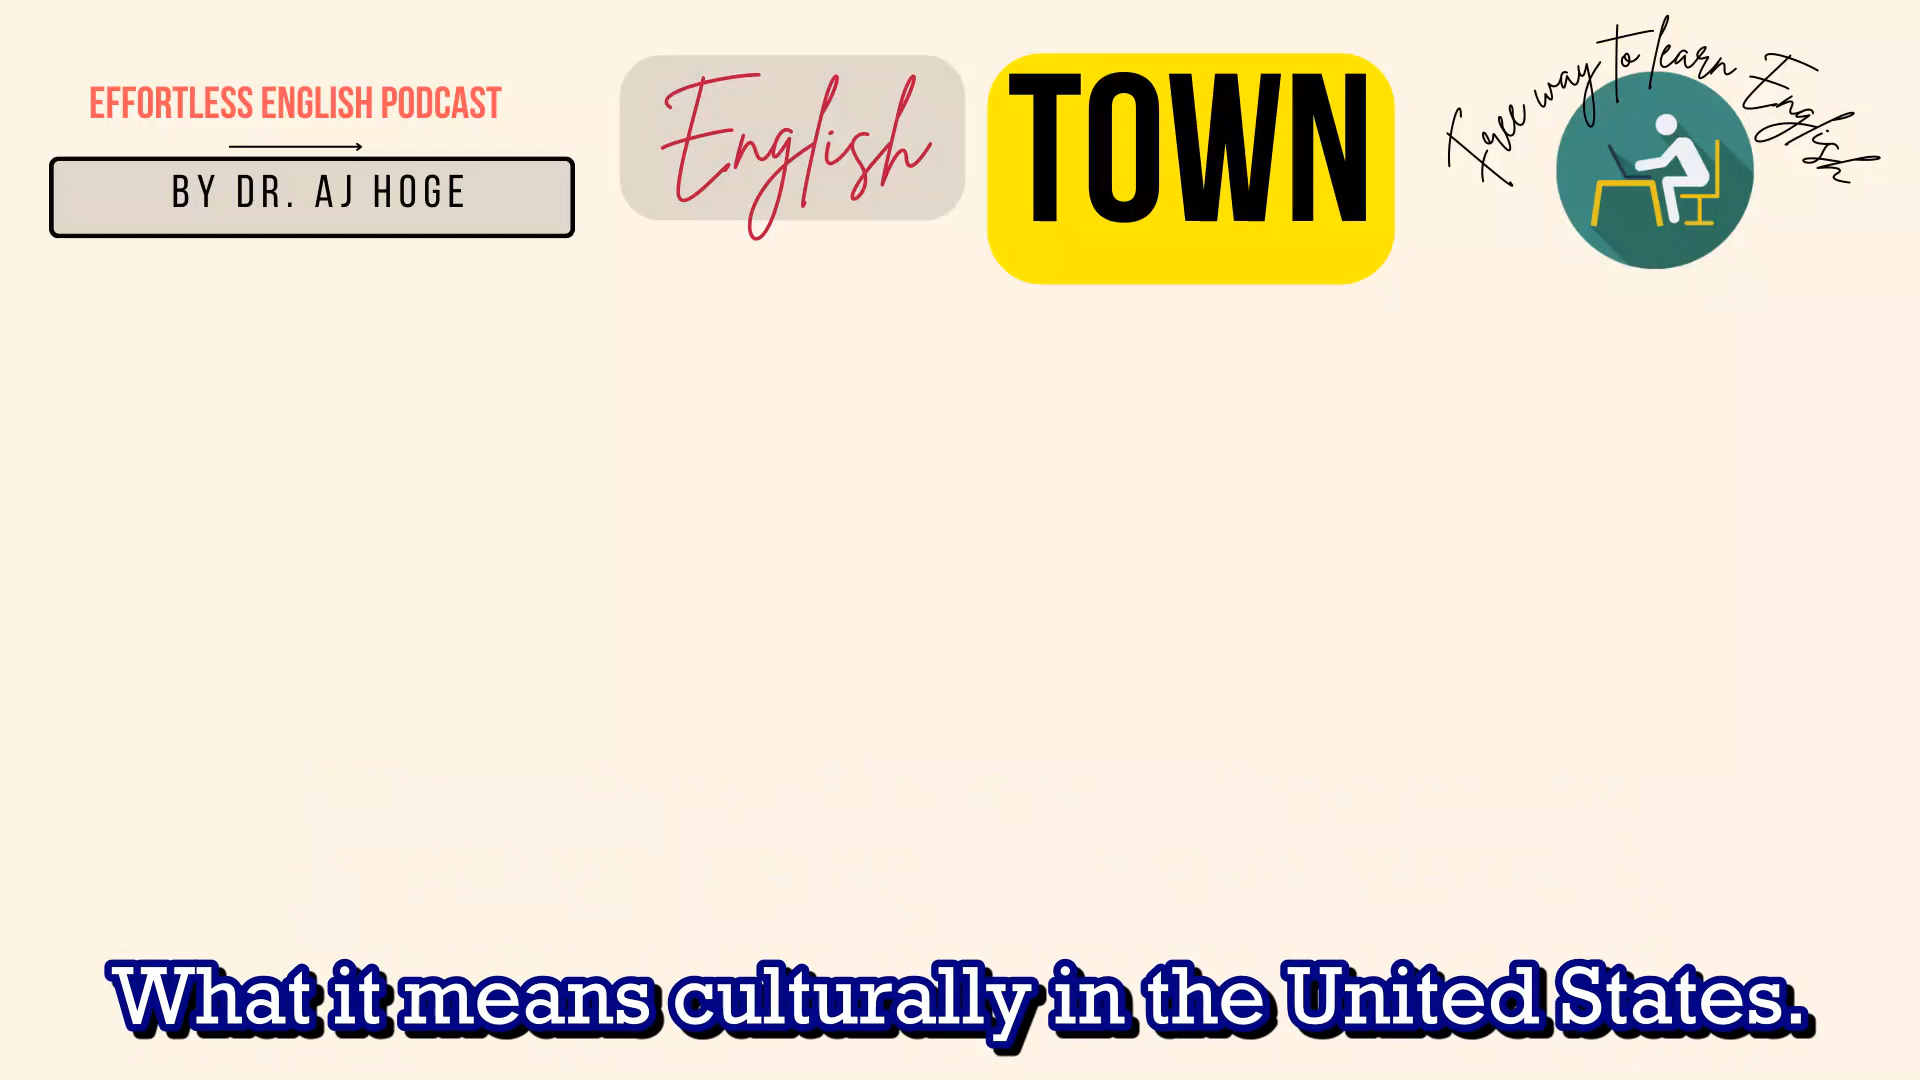 EFFORTLESS ENGLISH PODCAST
BY DR. AJ HOGE
English
TOWN
Free way to learn English
What it means culturally in the United States.